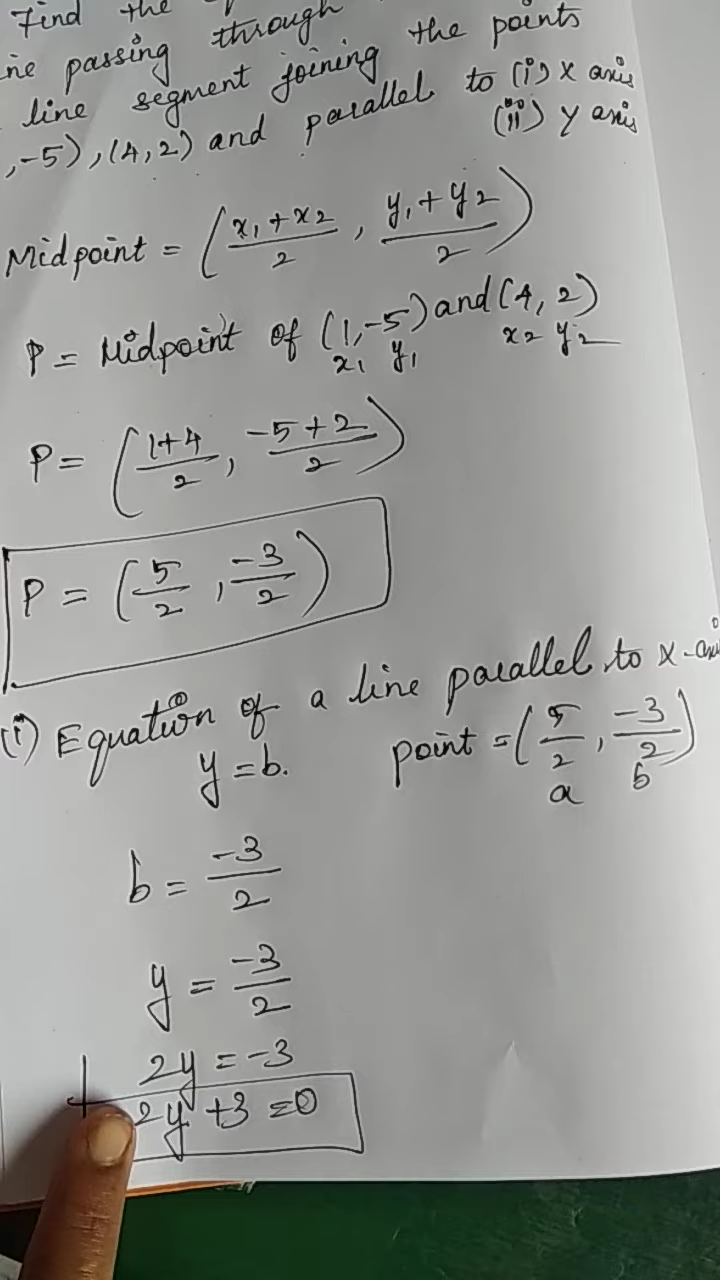 Find the
ne passing through
line segment joining the points
, -5), (4, 2) and parallel to (i) x axis
(ii) y axis
Midpoint = ( (x₁ + x₂)/2 , (y₁ + y₂)/2 )
P = Midpoint of (1, -5) and (4, 2)
x₁ y₁ x₂ y₂
P = ( (1+4)/2 , (-5+2)/2 )
P = ( 5/2 , -3/2 )
(i) Equation of a line parallel to x-axis
y = b. point = ( 5/2 , -3/2 )
a b
b = -3/2
y = -3/2
2y = -3
2y + 3 = 0